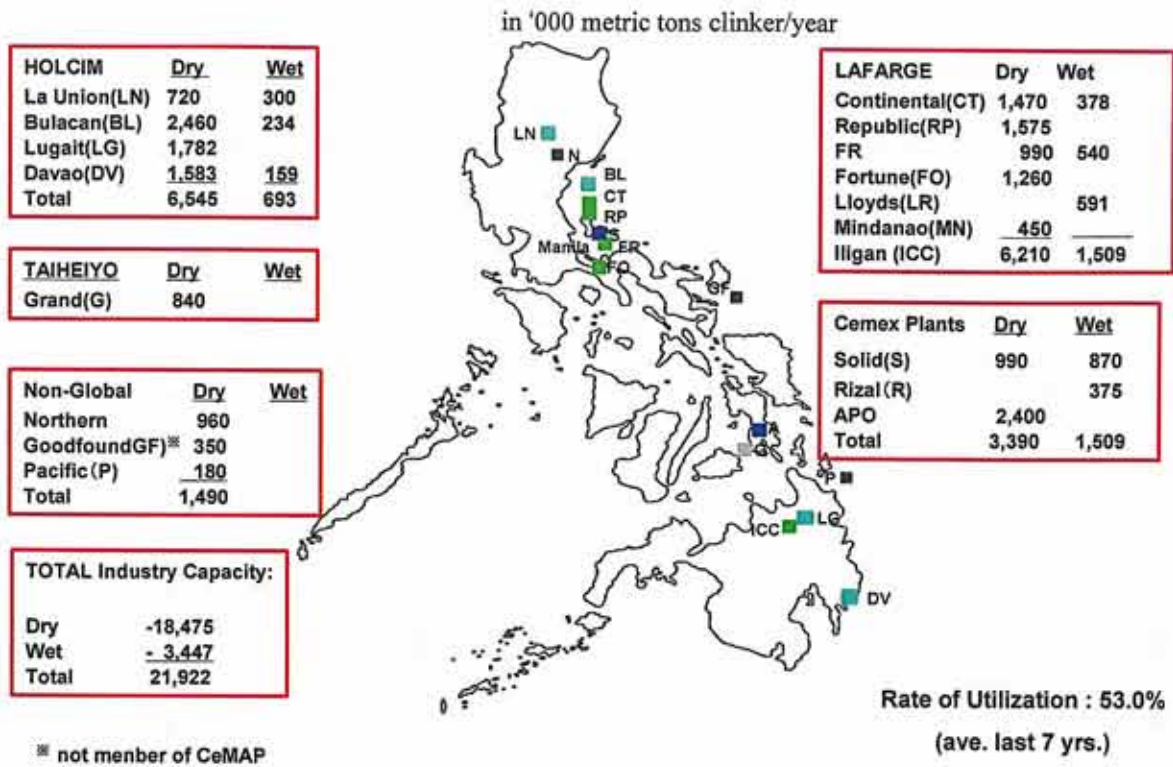 in '000 metric tons clinker/year
HOLCIM Dry Wet
La Union(LN) 720 300
Bulacan(BL) 2,460 234
Lugait(LG) 1,782
Davao(DV) 1,583 159
Total 6,545 693
TAIHEIYO Dry Wet
Grand(G) 840
Non-Global Dry Wet
Northern 960
GoodfoundGF)※ 350
Pacific(P) 180
Total 1,490
TOTAL Industry Capacity:
Dry -18,475
Wet - 3,447
Total 21,922
※ not menber of CeMAP
LN
N
BL
CT
RP
S
Manila FR"
FO
GF
A
G
P
ICC LG
DV
LAFARGE Dry Wet
Continental(CT) 1,470 378
Republic(RP) 1,575
FR 990 540
Fortune(FO) 1,260
Lloyds(LR) 591
Mindanao(MN) 450
Iligan (ICC) 6,210 1,509
Cemex Plants Dry Wet
Solid(S) 990 870
Rizal(R) 375
APO 2,400
Total 3,390 1,509
Rate of Utilization : 53.0%
(ave. last 7 yrs.)